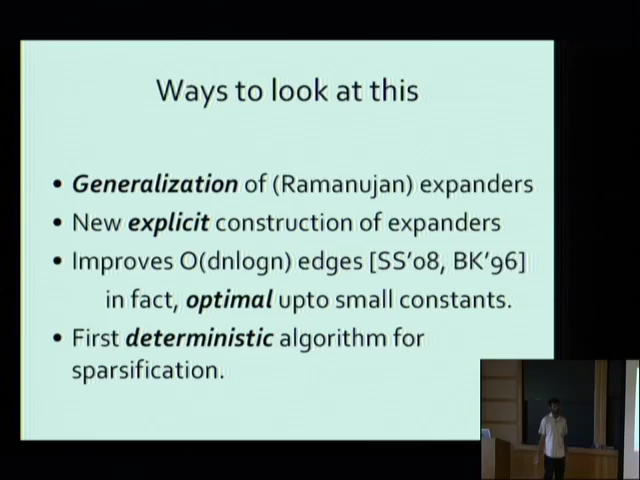 Ways to look at this
• Generalization of (Ramanujan) expanders
• New explicit construction of expanders
• Improves O(dnlogn) edges [SS'08, BK'96]
in fact, optimal upto small constants.
• First deterministic algorithm for
sparsification.